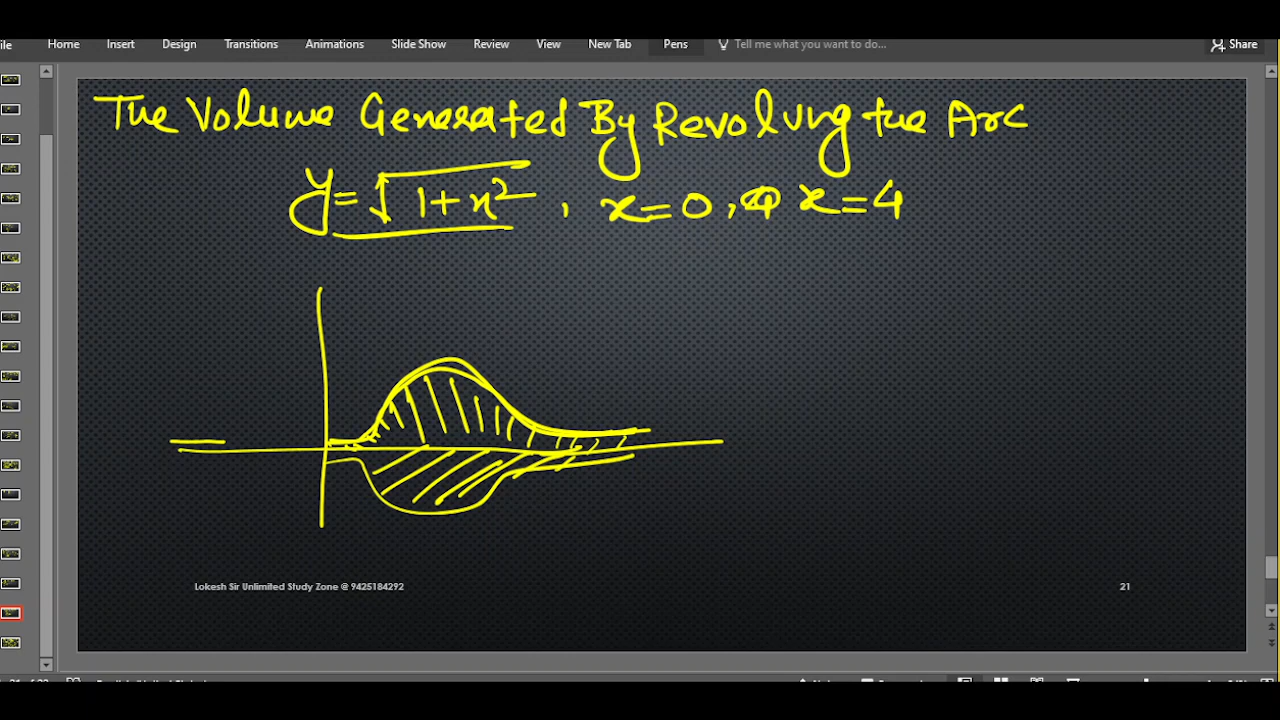 ile Home Insert Design Transitions Animations Slide Show Review View New Tab Pens Tell me what you want to do... Share
The Volume Generated By Revolving the Arc
y = √1+x² , x=0, & x=4
Lokesh Sir Unlimited Study Zone @ 9425184292 21